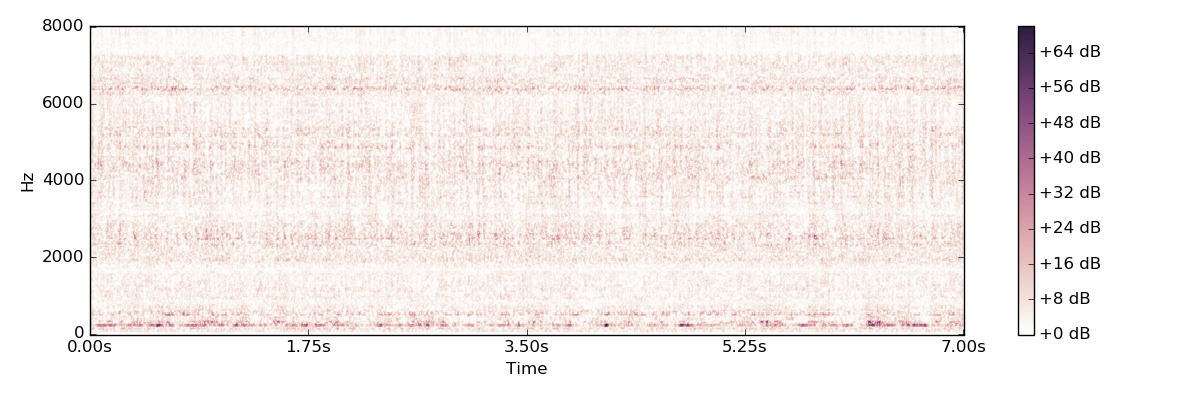 8000
6000
4000
2000
0
Hz
0.00s
1.75s
3.50s
5.25s
7.00s
Time
+64 dB
+56 dB
+48 dB
+40 dB
+32 dB
+24 dB
+16 dB
+8 dB
+0 dB